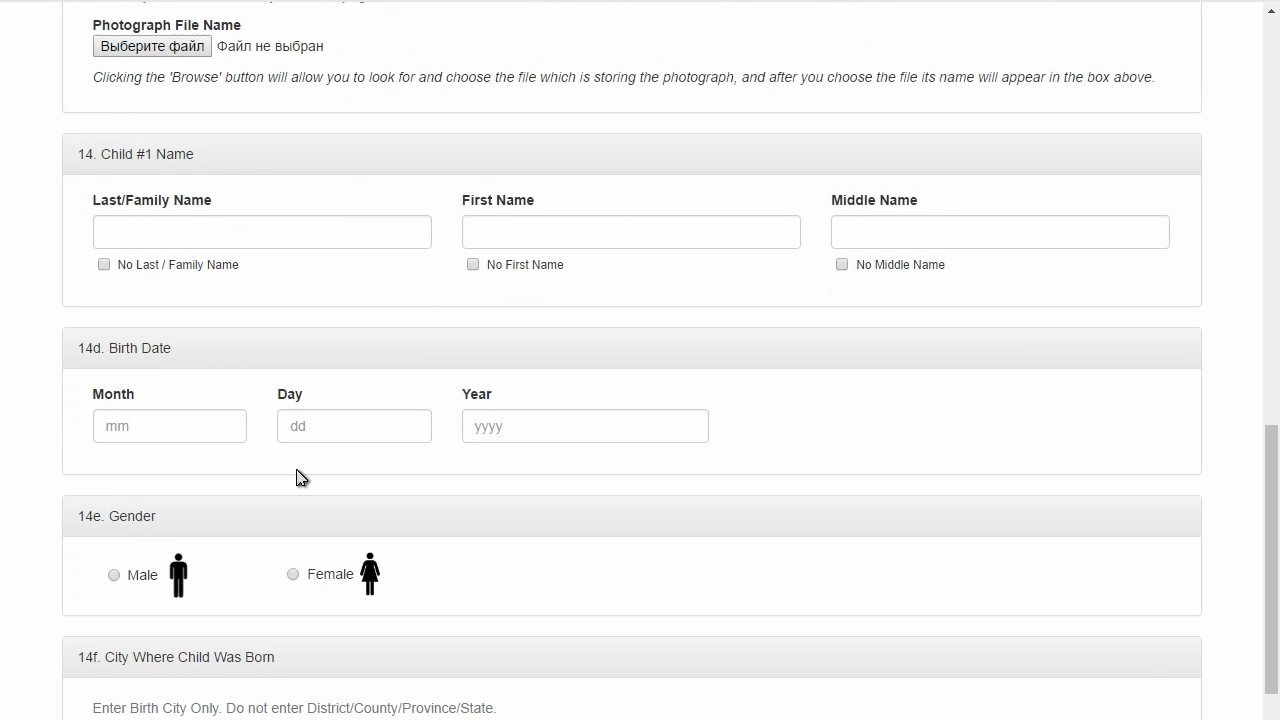 Photograph File Name
Выберите файл Файл не выбран
Clicking the 'Browse' button will allow you to look for and choose the file which is storing the photograph, and after you choose the file its name will appear in the box above.
14. Child #1 Name
Last/Family Name First Name Middle Name
No Last / Family Name No First Name No Middle Name
14d. Birth Date
Month Day Year
mm dd yyyy
14e. Gender
Male Female
14f. City Where Child Was Born
Enter Birth City Only. Do not enter District/County/Province/State.